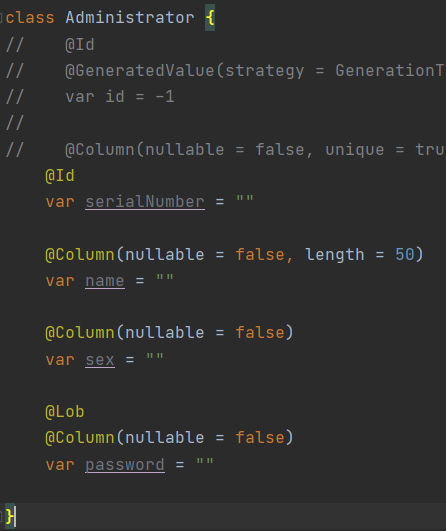 class Administrator {
//    @Id
//    @GeneratedValue(strategy = GenerationT
//    var id = -1
//
//    @Column(nullable = false, unique = tru
@Id
var serialNumber = ""
@Column(nullable = false, length = 50)
var name = ""
@Column(nullable = false)
var sex = ""
@Lob
@Column(nullable = false)
var password = ""
}